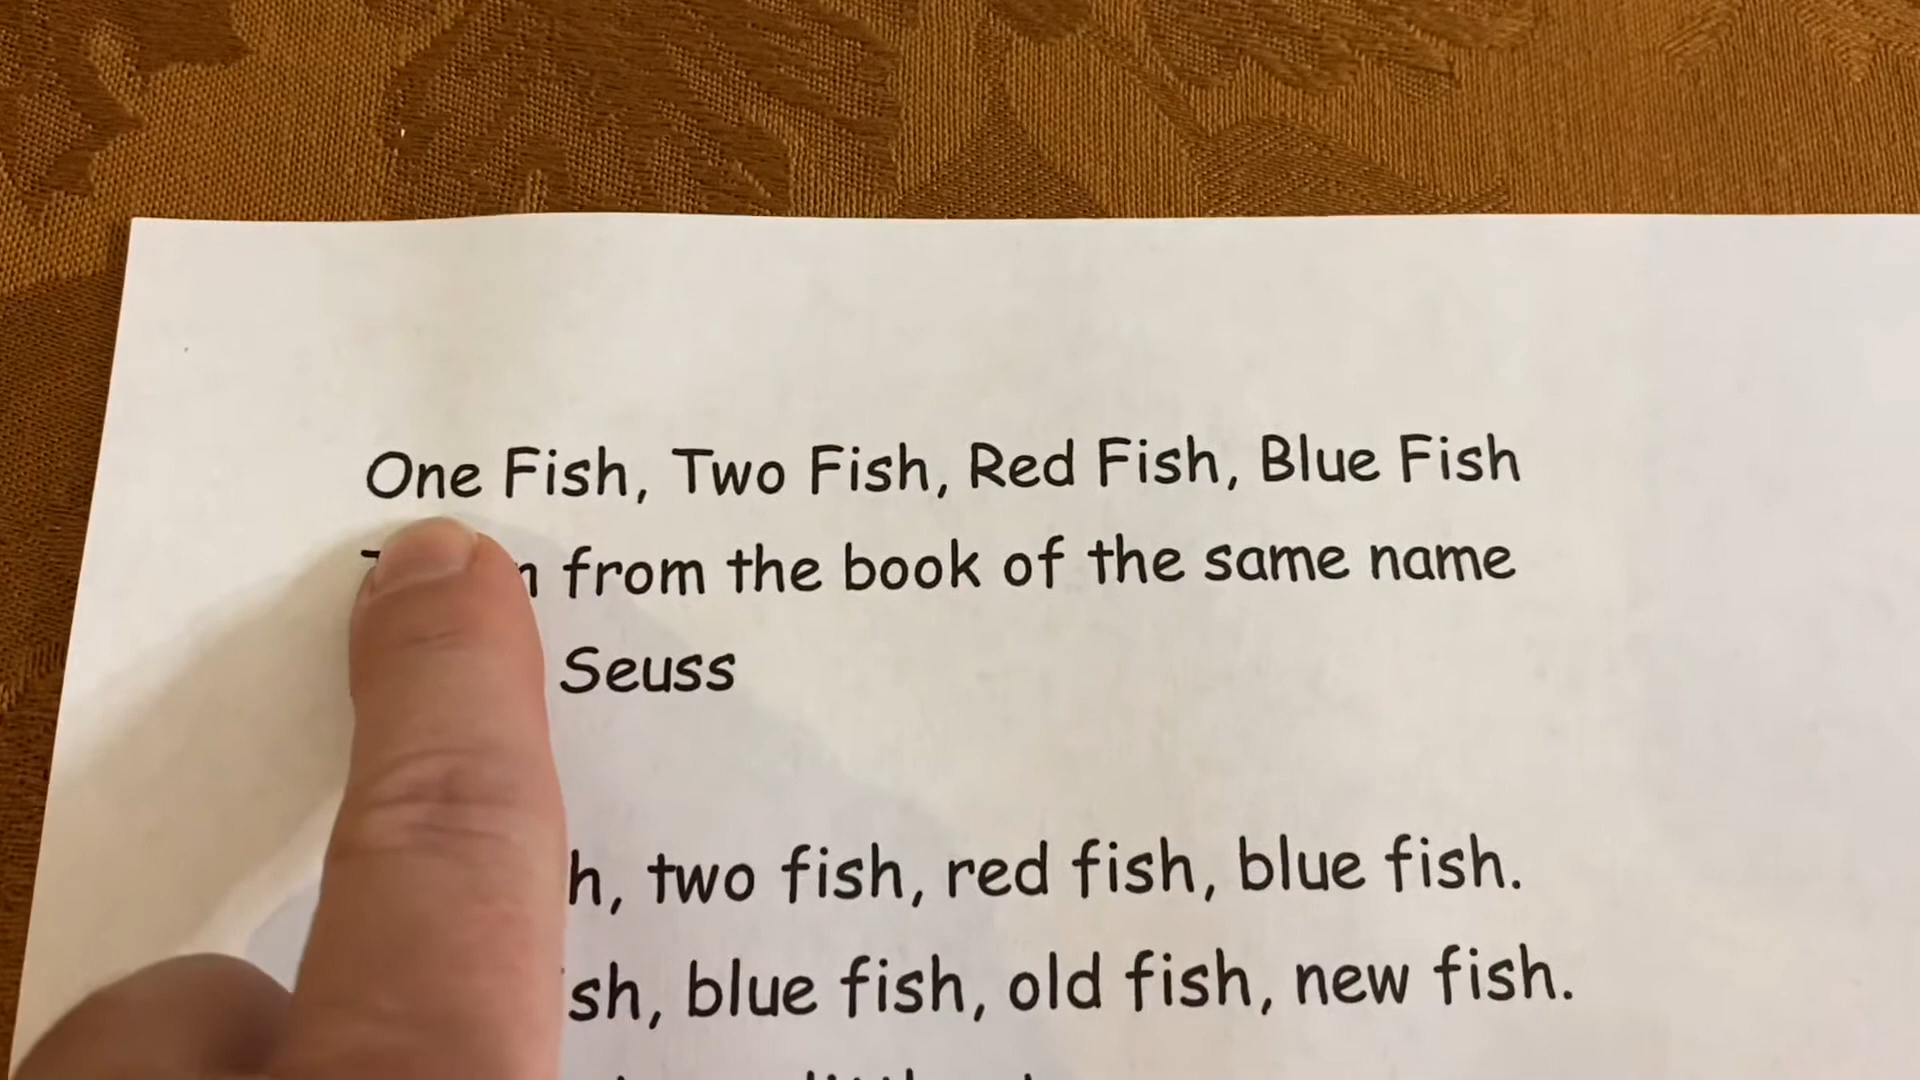 One Fish, Two Fish, Red Fish, Blue Fish
from the book of the same name
Seuss
two fish, red fish, blue fish.
blue fish, old fish, new fish.